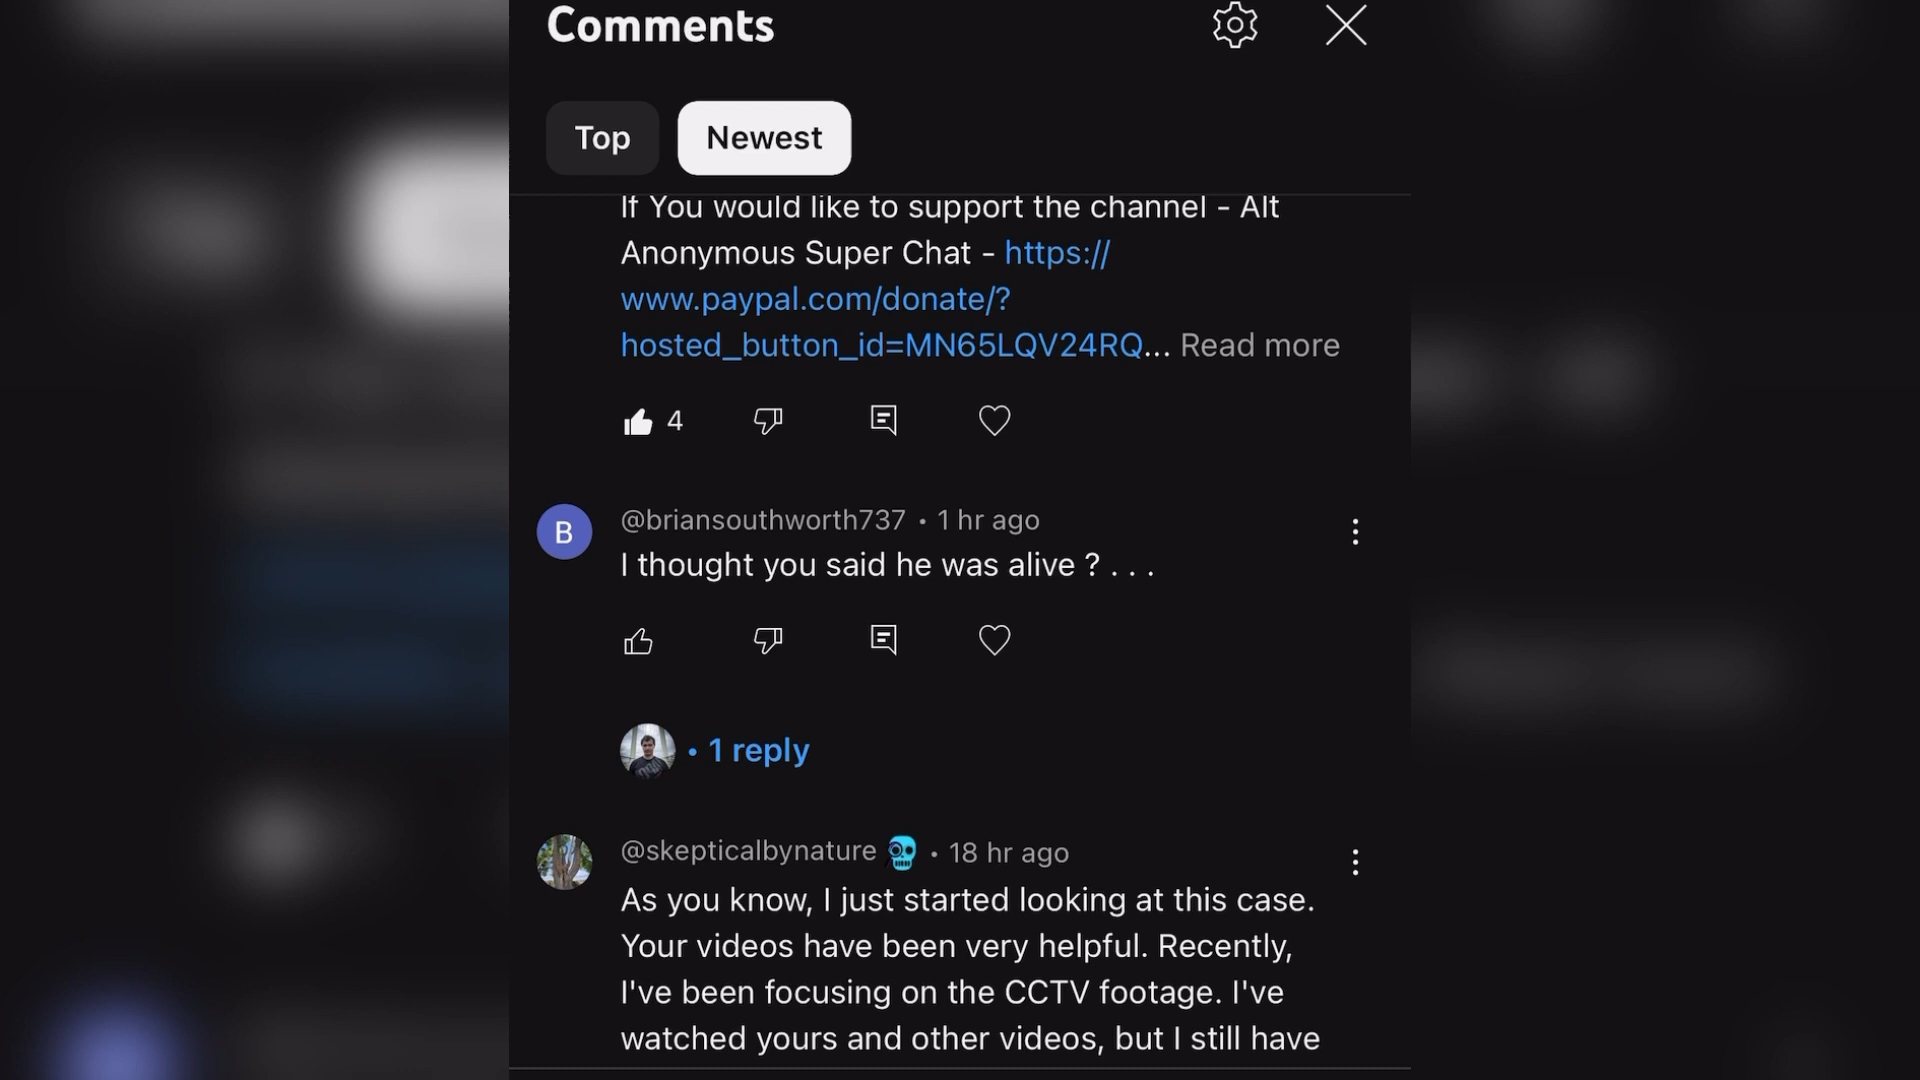 Comments
Top
Newest
If You would like to support the channel - Alt
Anonymous Super Chat - https://
www.paypal.com/donate/?
hosted_button_id=MN65LQV24RQ... Read more
4
B
@briansouthworth737 • 1 hr ago
I thought you said he was alive ? . . .
• 1 reply
@skepticalbynature • 18 hr ago
As you know, I just started looking at this case.
Your videos have been very helpful. Recently,
I've been focusing on the CCTV footage. I've
watched yours and other videos, but I still have